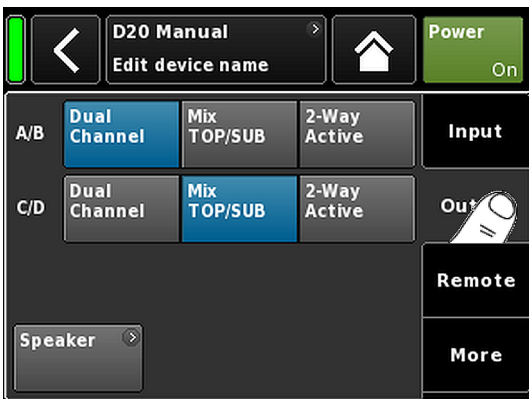 D20 Manual
Edit device name
Power
On
A/B
Dual
Channel
Mix
TOP/SUB
2-Way
Active
Input
C/D
Dual
Channel
Mix
TOP/SUB
2-Way
Active
Remote
Speaker
More